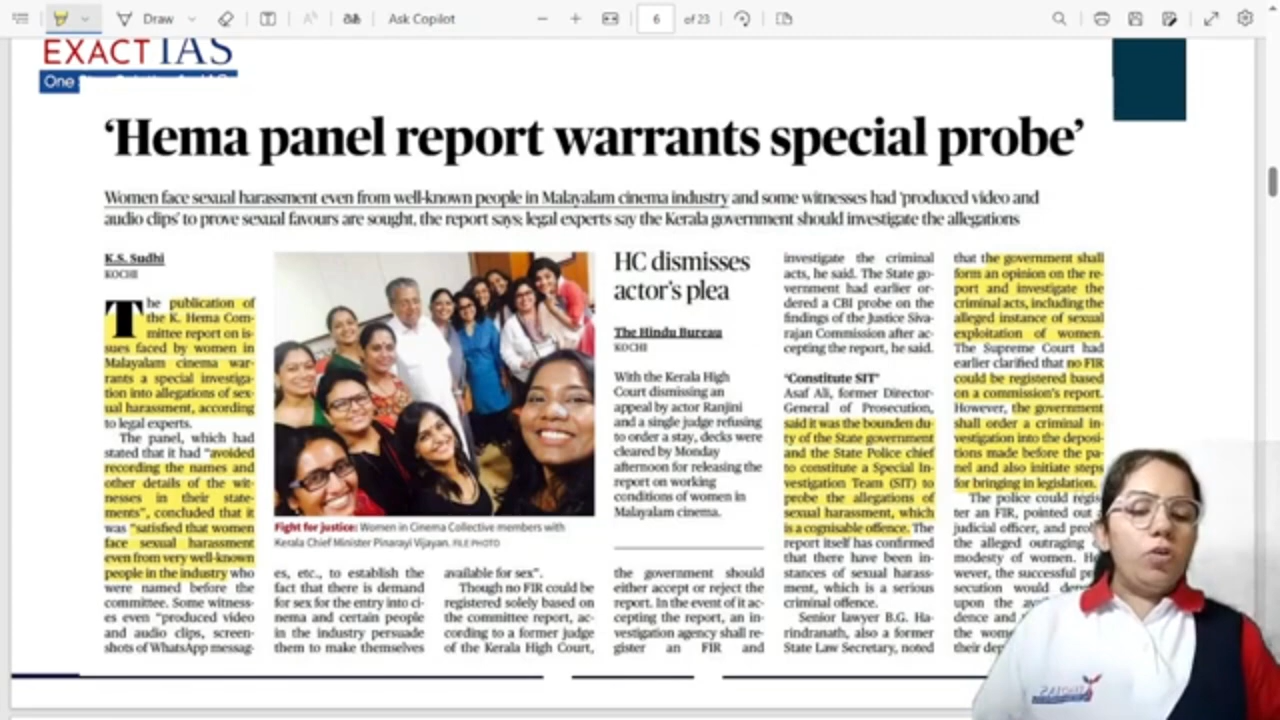 Draw
Ask Copilot
6 of 23
EXACT IAS
One
‘Hema panel report warrants special probe’
Women face sexual harassment even from well-known people in Malayalam cinema industry and some witnesses had ‘produced video and
audio clips’ to prove sexual favours are sought, the report says; legal experts say the Kerala government should investigate the allegations
K.S. Sudhi
KOCHI
The publication of
the K. Hema Com-
mittee report on is-
sues faced by women in
Malayalam cinema war-
rants a special investiga-
tion into allegations of sex-
ual harassment, according
to legal experts.
The panel, which had
stated that it had “avoided
recording the names and
other details of the wit-
nesses in their state-
ments”, concluded that it
was “satisfied that women
face sexual harassment
even from very well-known
people in the industry who
were named before the
committee. Some witness-
es even “produced video
and audio clips, screen-
shots of WhatsApp messag-
Fight for justice: Women in Cinema Collective members with
Kerala Chief Minister Pinarayi Vijayan. FILE PHOTO
es, etc., to establish the
fact that there is demand
for sex for the entry into ci-
nema and certain people
in the industry persuade
them to make themselves
available for sex”.
Though no FIR could be
registered solely based on
the committee report, ac-
cording to a former judge
of the Kerala High Court,
HC dismisses
actor’s plea
The Hindu Bureau
KOCHI
With the Kerala High
Court dismissing an
appeal by actor Ranjini
and a single judge refusing
to order a stay, decks were
cleared by Monday
afternoon for releasing the
report on working
conditions of women in
Malayalam cinema.
the government should
either accept or reject the
report. In the event of it ac-
cepting the report, an in-
vestigation agency shall re-
gister an FIR and
investigate the criminal
acts, he said. The State go-
vernment had earlier or-
dered a CBI probe on the
findings of the Justice Siva-
rajan Commission after ac-
cepting the report, he said.
‘Constitute SIT’
Asaf Ali, former Director-
General of Prosecution,
said it was the bounden du-
ty of the State government
and the State Police chief
to constitute a Special In-
vestigation Team (SIT) to
probe the allegations of
sexual harassment, which
is a cognisable offence. The
report itself has confirmed
that there have been in-
stances of sexual harass-
ment, which is a serious
criminal offence.
Senior lawyer B.G. Ha-
rindranath, also a former
State Law Secretary, noted
that the government shall
form an opinion on the re-
port and investigate the
criminal acts, including the
alleged instance of sexual
exploitation of women.
The Supreme Court had
earlier clarified that no FIR
could be registered based
on a commission’s report.
However, the government
shall order a criminal in-
vestigation into the deposi-
tions made before the pa-
nel and also initiate steps
for bringing in legislation.
The police could regis-
ter an FIR, pointed out
judicial officer, and
the alleged outraging
modesty of women.
wever, the successful
secution would
upon the
dence and
the
their